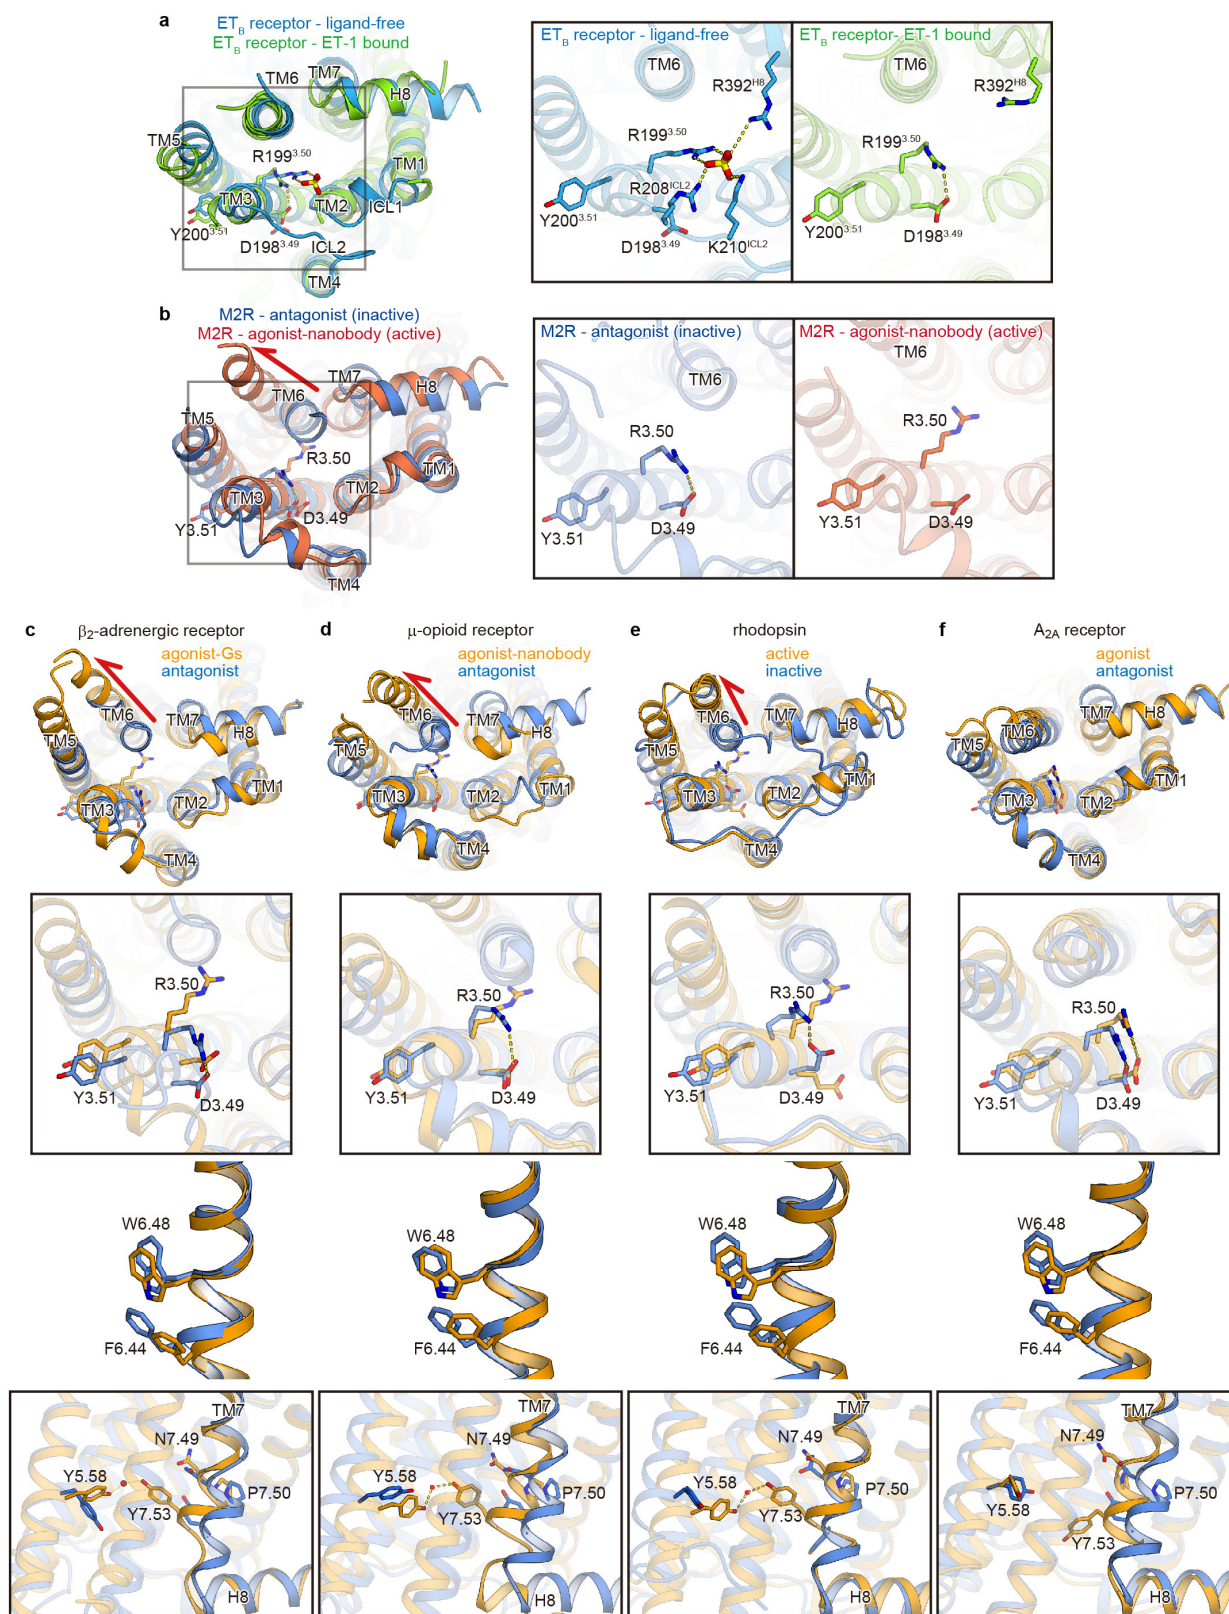 a
ET_B receptor - ligand-free
ET_B receptor - ET-1 bound
TM6
TM7
H8
TM5
R199^3.50
TM1
TM3
TM2
ICL1
Y200^3.51
D198^3.49
ICL2
TM4
ET_B receptor - ligand-free
TM6
R392^H8
R199^3.50
R208^ICL2
Y200^3.51
D198^3.49
K210^ICL2
ET_B receptor- ET-1 bound
TM6
R392^H8
R199^3.50
Y200^3.51
D198^3.49
b
M2R - antagonist (inactive)
M2R - agonist-nanobody (active)
TM7
TM6
H8
TM5
R3.50
TM1
TM3
TM2
Y3.51
D3.49
TM4
M2R - antagonist (inactive)
TM6
R3.50
Y3.51
D3.49
M2R - agonist-nanobody (active)
TM6
R3.50
Y3.51
D3.49
c
β2-adrenergic receptor
agonist-Gs
antagonist
TM6
TM7
H8
TM5
TM1
TM3
TM2
TM4
R3.50
Y3.51
D3.49
W6.48
F6.44
TM7
N7.49
Y5.58
P7.50
Y7.53
H8
d
μ-opioid receptor
agonist-nanobody
antagonist
TM6
TM7
H8
TM5
TM1
TM3
TM2
TM4
R3.50
Y3.51
D3.49
W6.48
F6.44
TM7
N7.49
Y5.58
P7.50
Y7.53
H8
e
rhodopsin
active
inactive
TM6
TM7
H8
TM5
TM1
TM3
TM2
TM4
R3.50
Y3.51
D3.49
W6.48
F6.44
TM7
N7.49
Y5.58
P7.50
Y7.53
H8
f
A2A receptor
agonist
antagonist
TM7
H8
TM6
TM5
TM1
TM3
TM2
TM4
R3.50
Y3.51
D3.49
W6.48
F6.44
TM7
N7.49
Y5.58
P7.50
Y7.53
H8